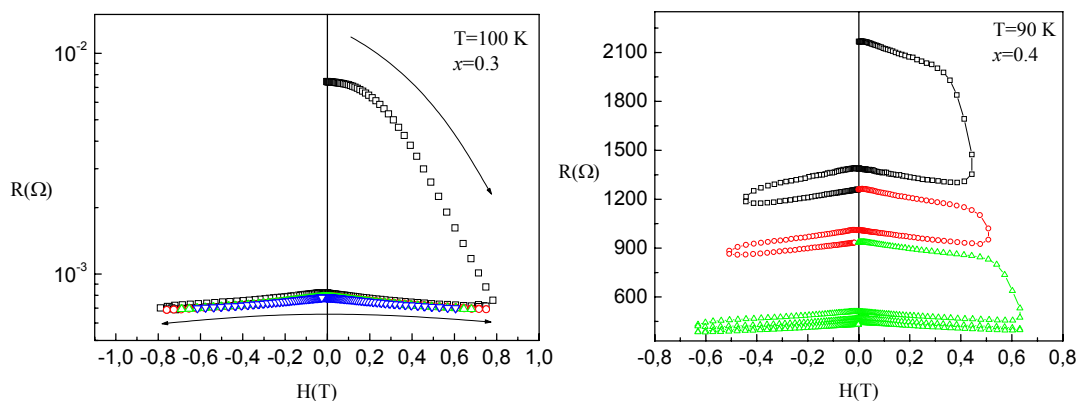 10⁻²
10⁻³
R(Ω)
T=100 K
x=0.3
-1,0 -0,8 -0,6 -0,4 -0,2 0,0 0,2 0,4 0,6 0,8 1,0
H(T)
2100
1800
1500
1200
900
600
R(Ω)
T=90 K
x=0.4
-0,8 -0,6 -0,4 -0,2 0,0 0,2 0,4 0,6 0,8
H(T)